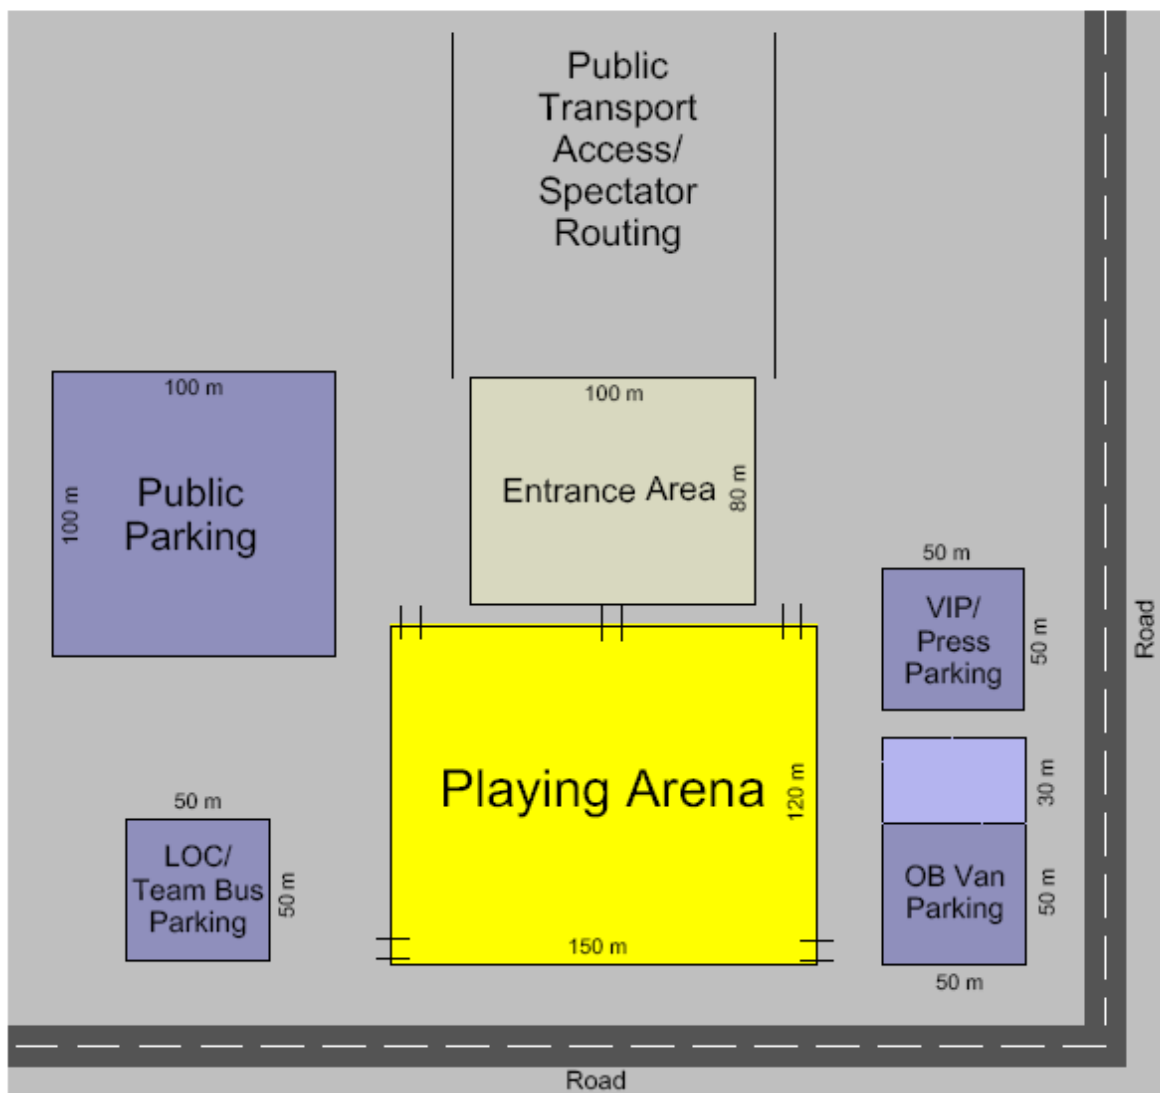 Public
Transport
Access/
Spectator
Routing
100 m
100 m
Public
Parking
100 m
Entrance Area
80 m
50 m
VIP/
Press
Parking
50 m
Road
Playing Arena
120 m
150 m
30 m
50 m
LOC/
Team Bus
Parking
50 m
OB Van
Parking
50 m
50 m
Road